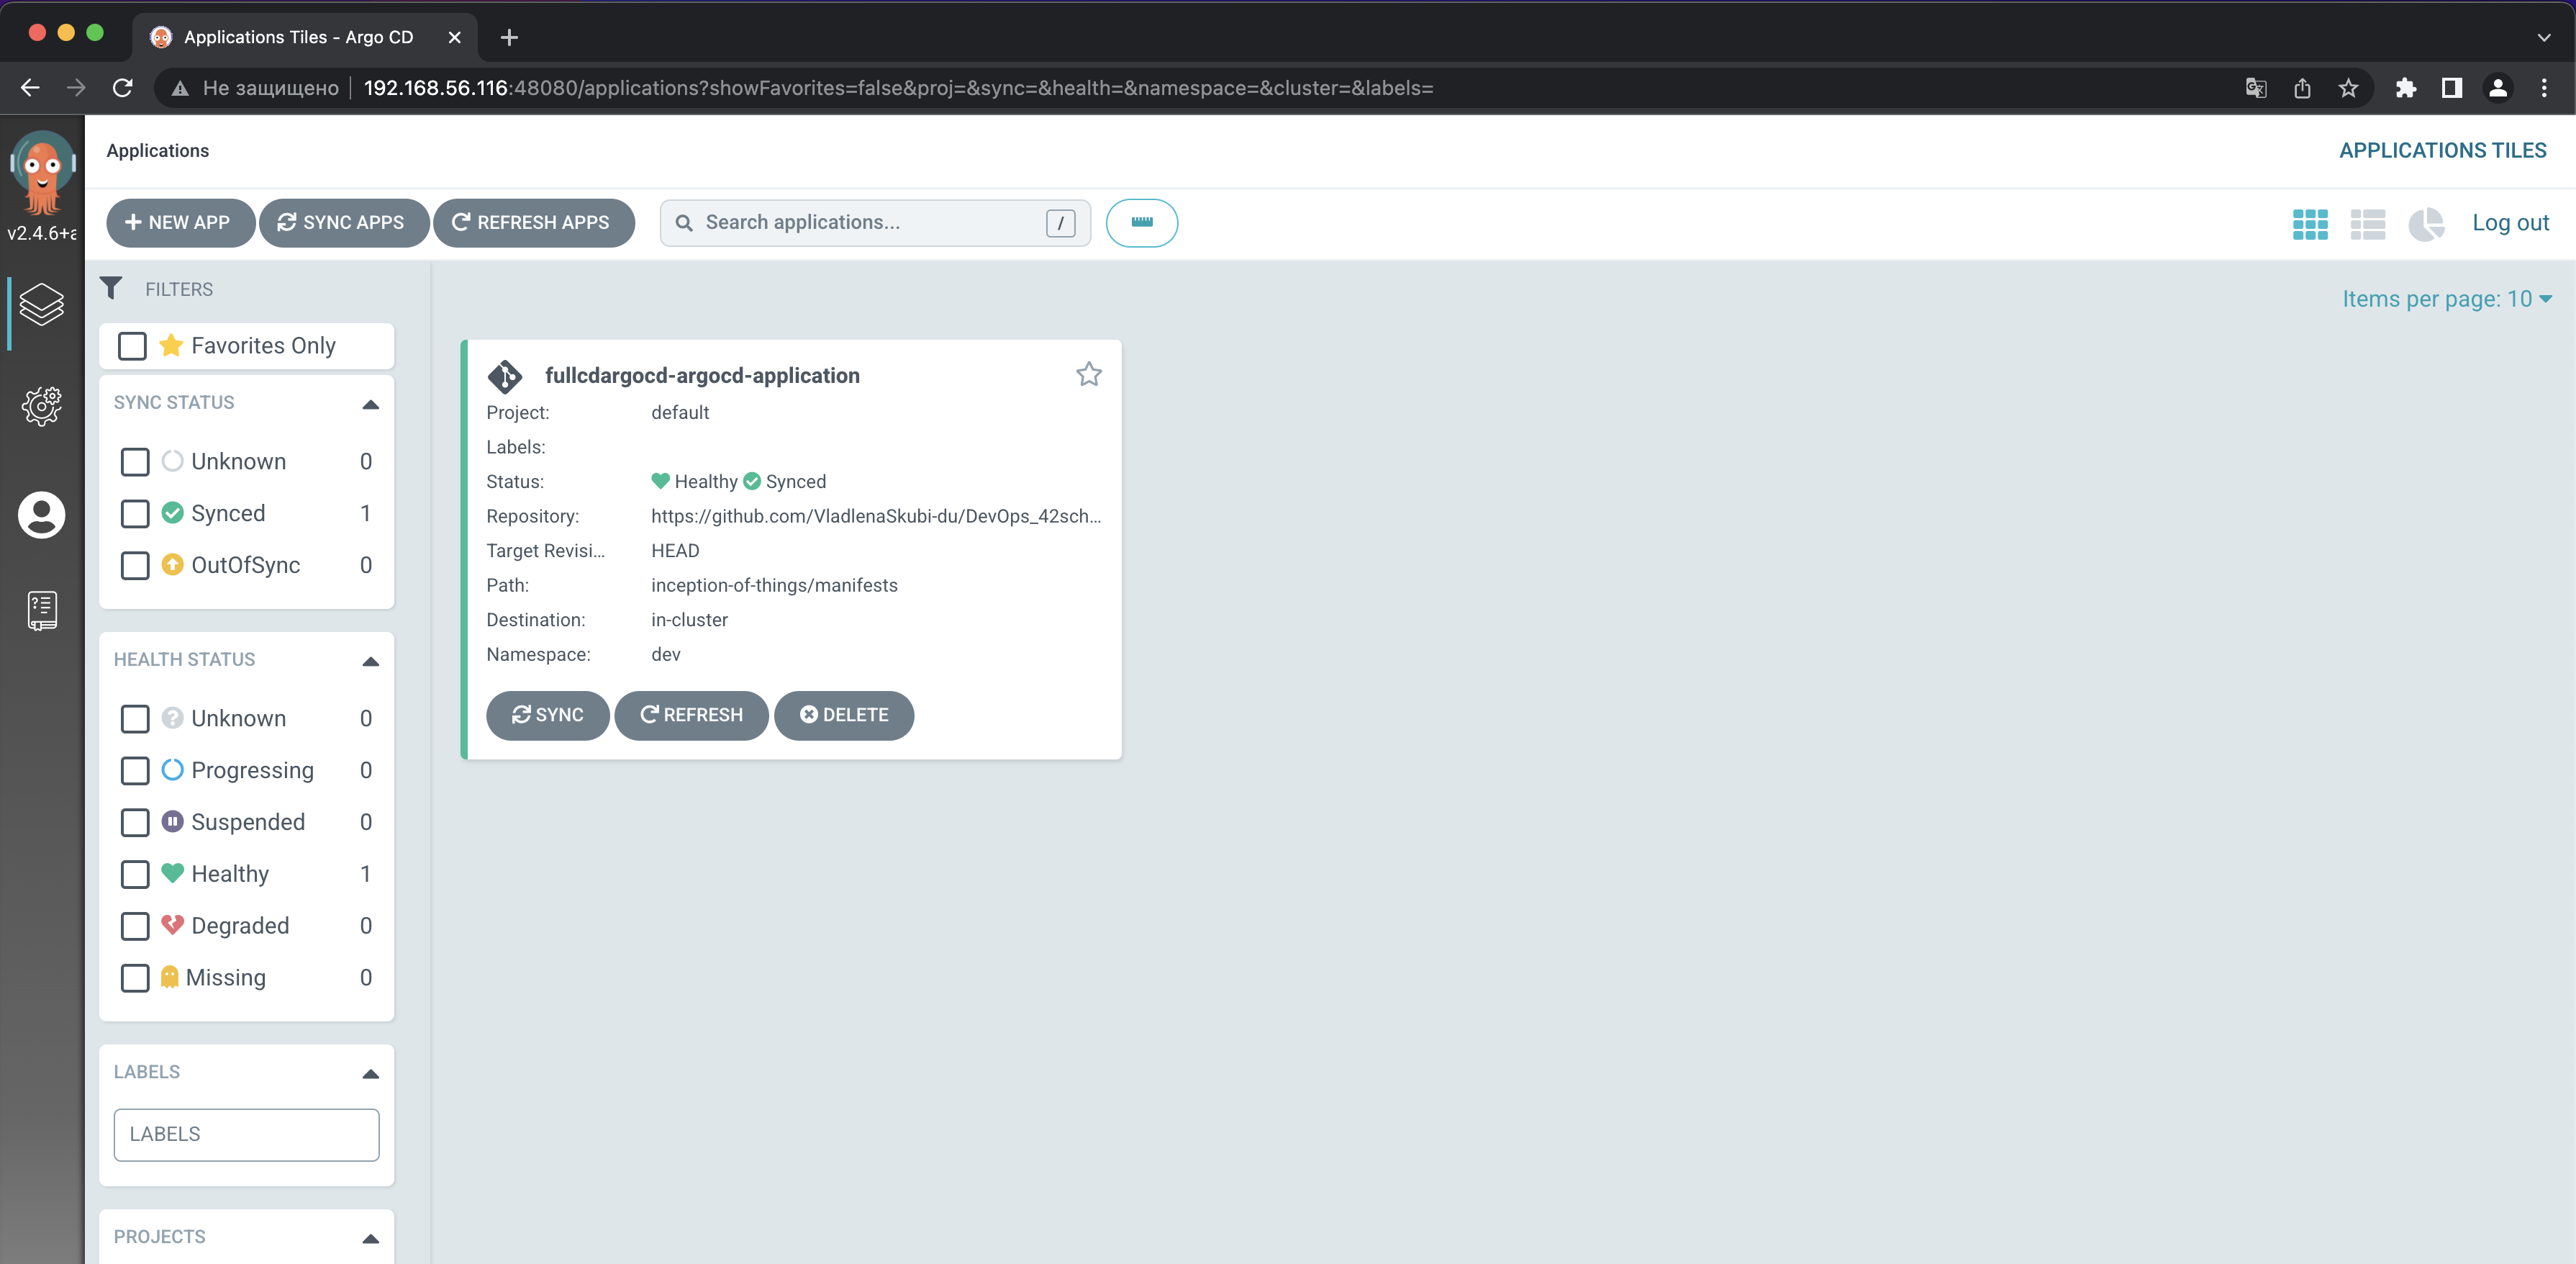 Applications Tiles - Argo CD
Не защищено 192.168.56.116:48080/applications?showFavorites=false&proj=&sync=&health=&namespace=&cluster=&labels=
Applications
APPLICATIONS TILES
v2.4.6+a
NEW APP
SYNC APPS
REFRESH APPS
Search applications...
/
Log out
FILTERS
Items per page: 10
Favorites Only
SYNC STATUS
Unknown 0
Synced 1
OutOfSync 0
HEALTH STATUS
Unknown 0
Progressing 0
Suspended 0
Healthy 1
Degraded 0
Missing 0
LABELS
LABELS
PROJECTS
fullcdargocd-argocd-application
Project: default
Labels:
Status: Healthy Synced
Repository: https://github.com/VladlenaSkubi-du/DevOps_42sch...
Target Revisi... HEAD
Path: inception-of-things/manifests
Destination: in-cluster
Namespace: dev
SYNC
REFRESH
DELETE